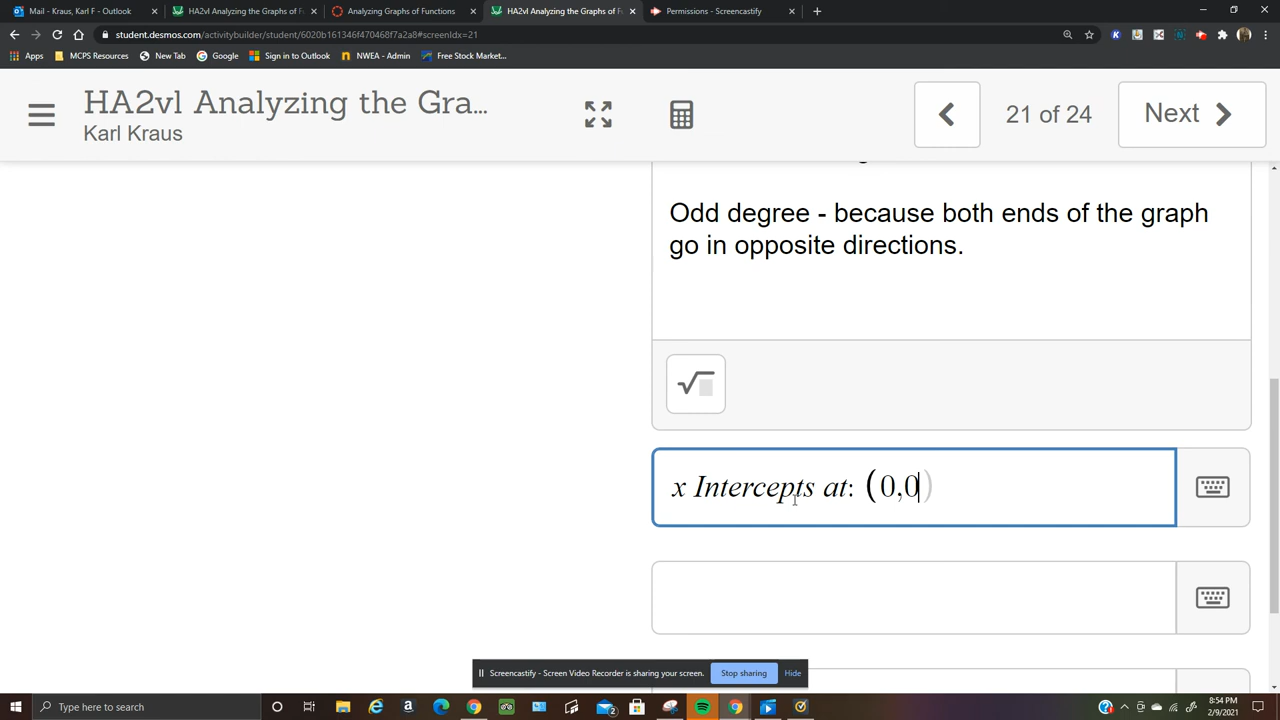 Mail - Kraus, Karl F - Outlook
HA2vl Analyzing the Graphs of F
Analyzing Graphs of Functions
HA2vl Analyzing the Graphs of F
Permissions - Screencastify
student.desmos.com/activitybuilder/student/6020b161346f470468f7a2a8#screenIdx=21
Apps
MCPS Resources
New Tab
Google
Sign in to Outlook
NWEA - Admin
Free Stock Market...
HA2vl Analyzing the Gra...
Karl Kraus
21 of 24
Next
Odd degree - because both ends of the graph
go in opposite directions.
x Intercepts at: (0,0)
Screencastify - Screen Video Recorder is sharing your screen.
Stop sharing
Hide
Type here to search
8:54 PM
2/9/2021